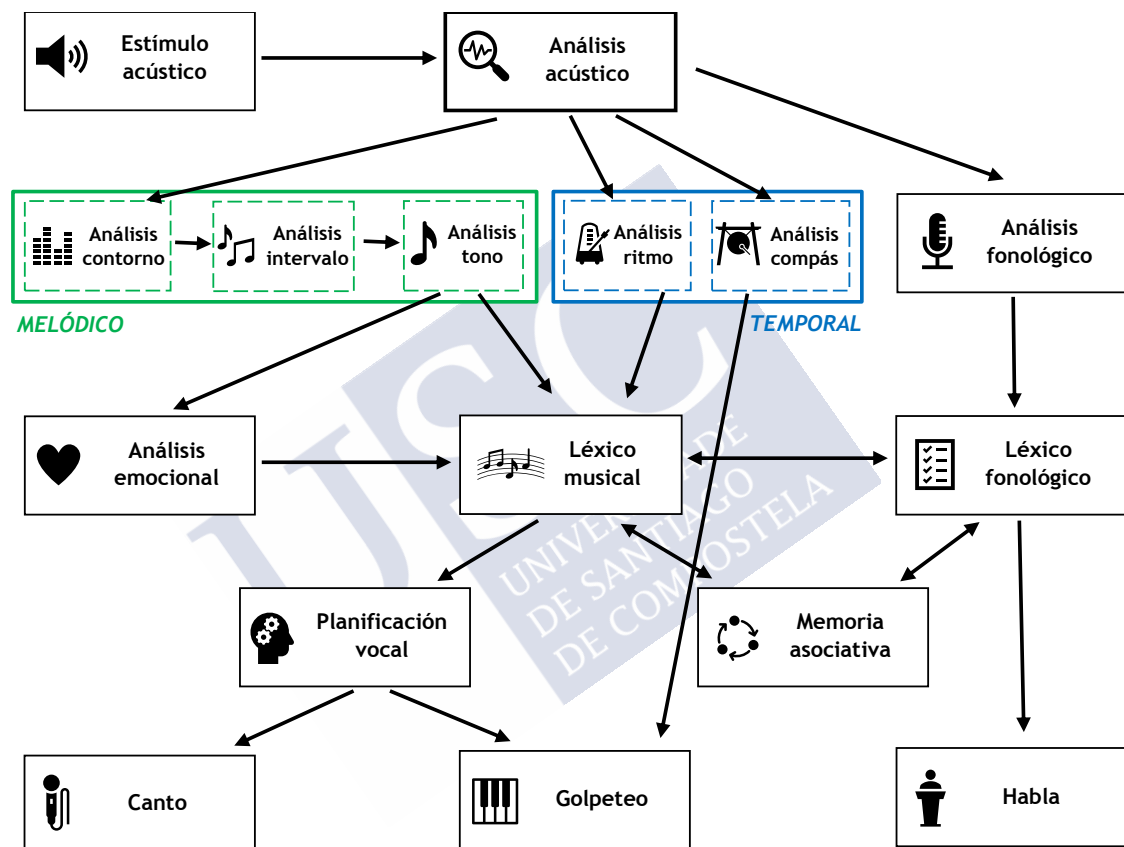 Estímulo
acústico
Análisis
acústico
Análisis
contorno
Análisis
intervalo
Análisis
tono
Análisis
ritmo
Análisis
compás
Análisis
fonológico
MELÓDICO
TEMPORAL
Análisis
emocional
Léxico
musical
Léxico
fonológico
USC
UNIVERSIDADE
DE SANTIAGO
DE COMPOSTELA
Planificación
vocal
Memoria
asociativa
Canto
Golpeteo
Habla